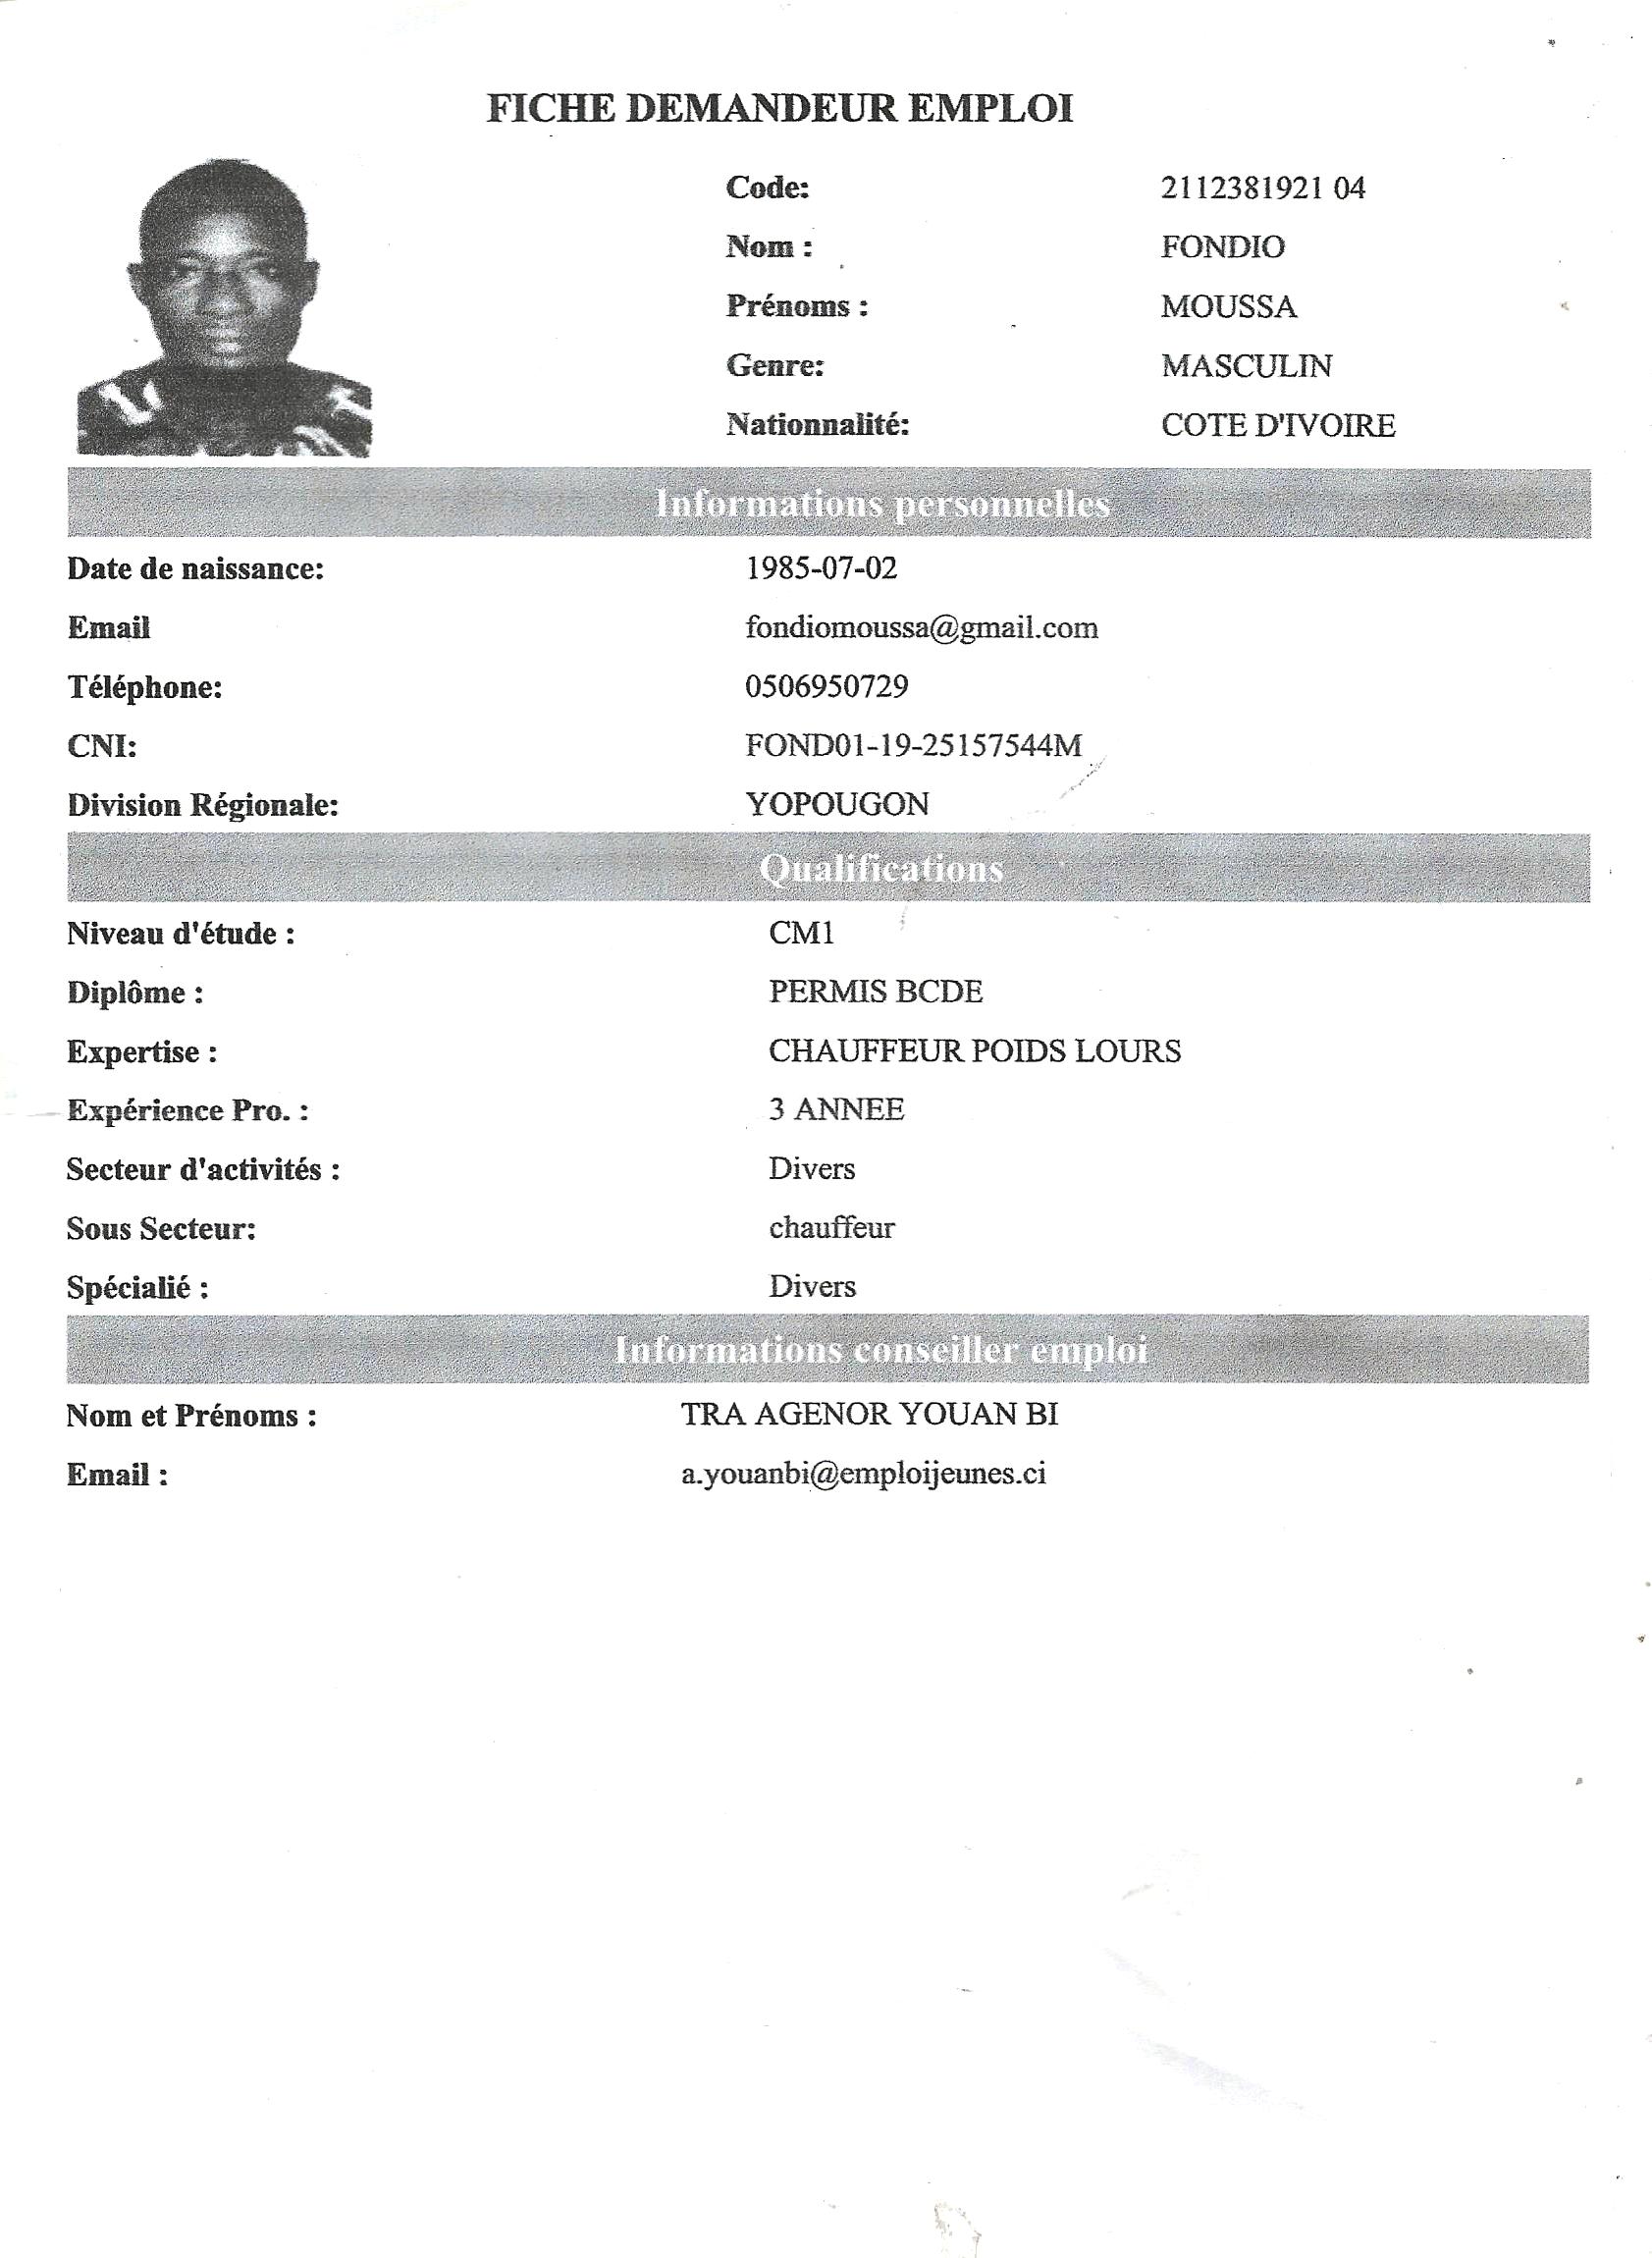 FICHE DEMANDEUR EMPLOI
Code: 2112381921 04
Nom : FONDIO
Prénoms : MOUSSA
Genre: MASCULIN
Nationnalité: COTE D'IVOIRE
Informations personnelles
Date de naissance: 1985-07-02
Email fondiomoussa@gmail.com
Téléphone: 0506950729
CNI: FOND01-19-25157544M
Division Régionale: YOPOUGON
Qualifications
Niveau d'étude : CM1
Diplôme : PERMIS BCDE
Expertise : CHAUFFEUR POIDS LOURS
Expérience Pro. : 3 ANNEE
Secteur d'activités : Divers
Sous Secteur: chauffeur
Spécialié : Divers
Informations conseiller emploi
Nom et Prénoms : TRA AGENOR YOUAN BI
Email : a.youanbi@emploijeunes.ci